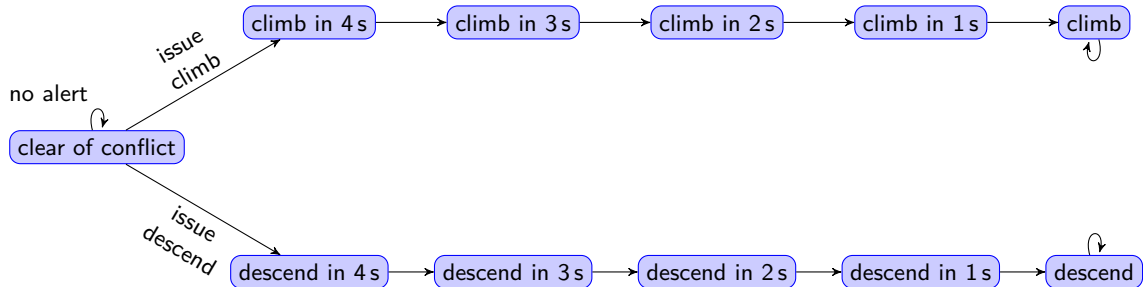 climb in 4 s
climb in 3 s
climb in 2 s
climb in 1 s
climb
issue
climb
no alert
clear of conflict
issue
descend
descend in 4 s
descend in 3 s
descend in 2 s
descend in 1 s
descend